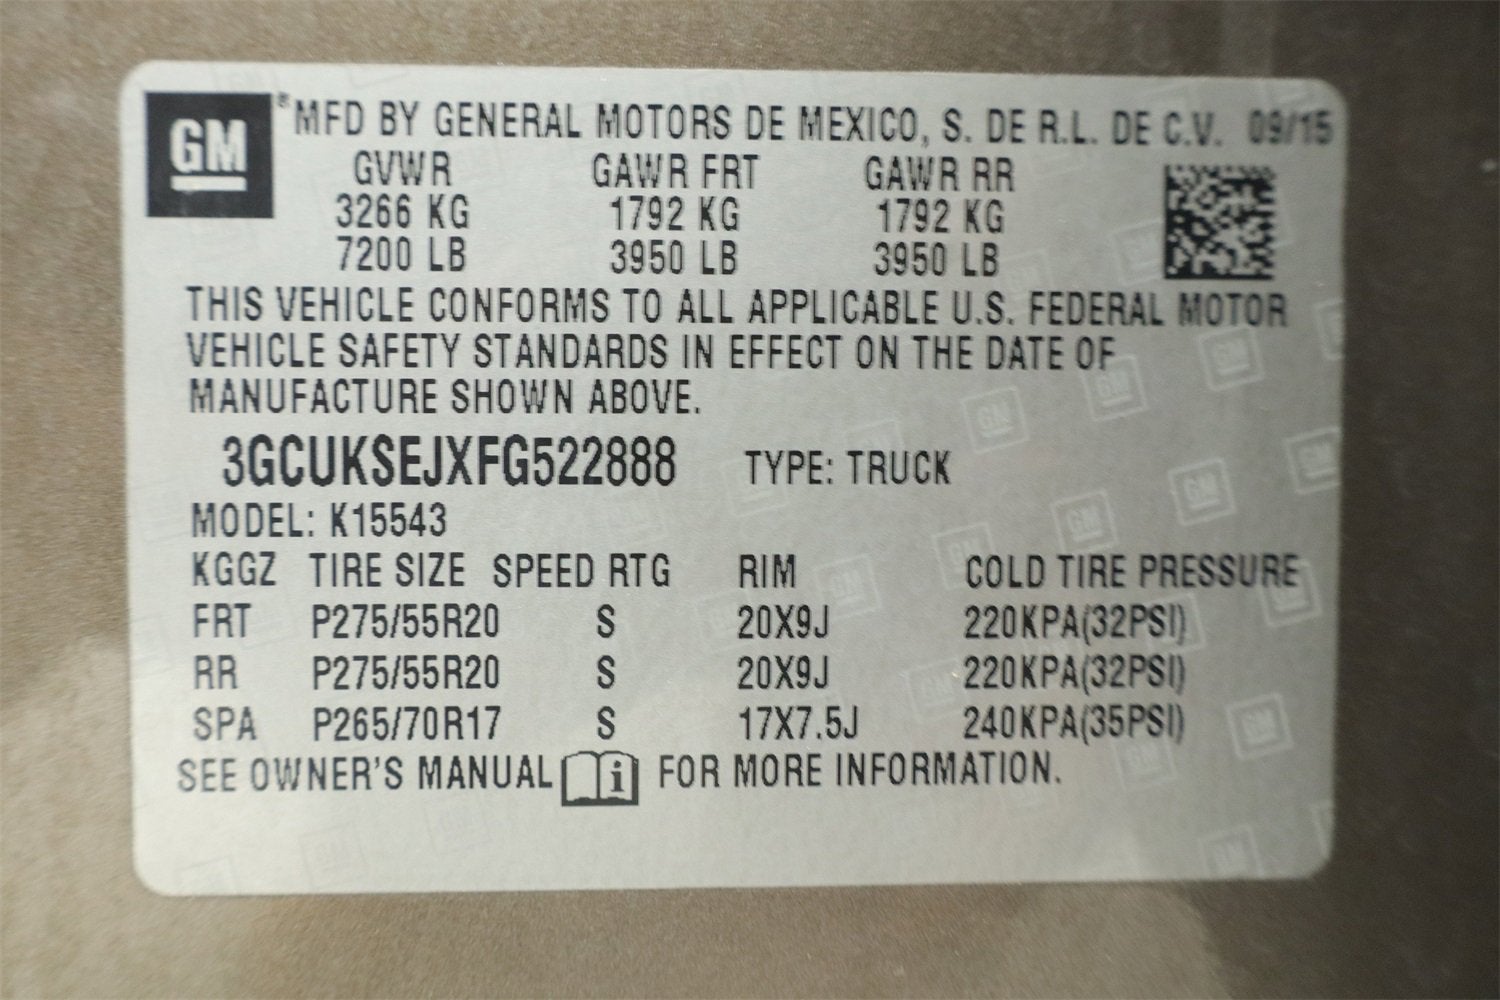 GM ® MFD BY GENERAL MOTORS DE MEXICO, S. DE R.L. DE C.V. 09/15
GVWR GAWR FRT GAWR RR
3266 KG 1792 KG 1792 KG
7200 LB 3950 LB 3950 LB
THIS VEHICLE CONFORMS TO ALL APPLICABLE U.S. FEDERAL MOTOR
VEHICLE SAFETY STANDARDS IN EFFECT ON THE DATE OF
MANUFACTURE SHOWN ABOVE.
3GCUKSEJXFG522888 TYPE: TRUCK
MODEL: K15543
KGGZ TIRE SIZE SPEED RTG RIM COLD TIRE PRESSURE
FRT P275/55R20 S 20X9J 220KPA(32PSI)
RR P275/55R20 S 20X9J 220KPA(32PSI)
SPA P265/70R17 S 17X7.5J 240KPA(35PSI)
SEE OWNER'S MANUAL i FOR MORE INFORMATION.